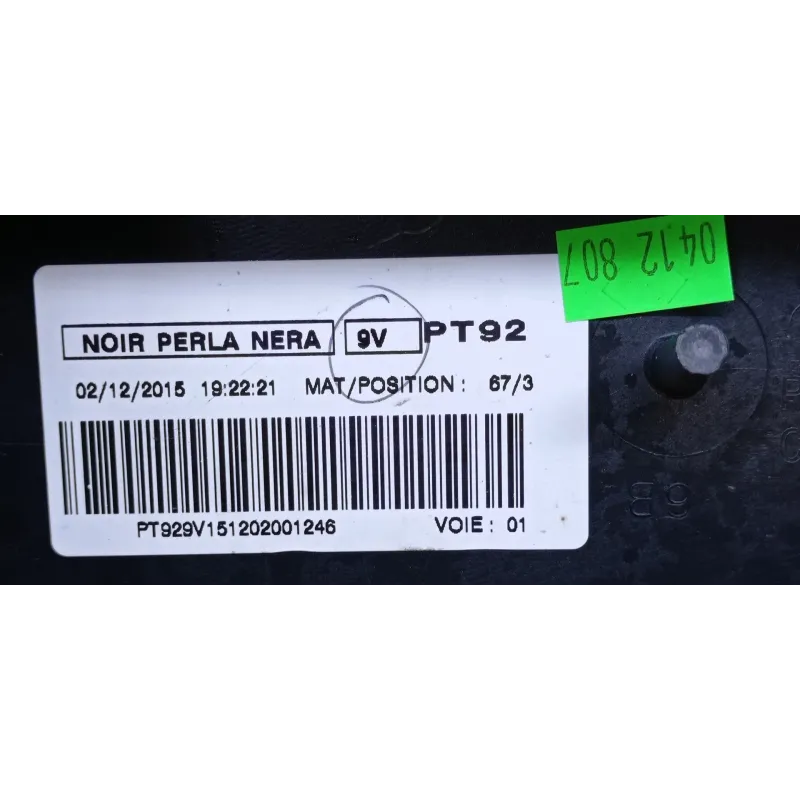 0412 807
NOIR PERLA NERA 9V PT92
02/12/2015 19:22:21 MAT/POSITION : 67/3
PT929V151202001246 VOIE : 01